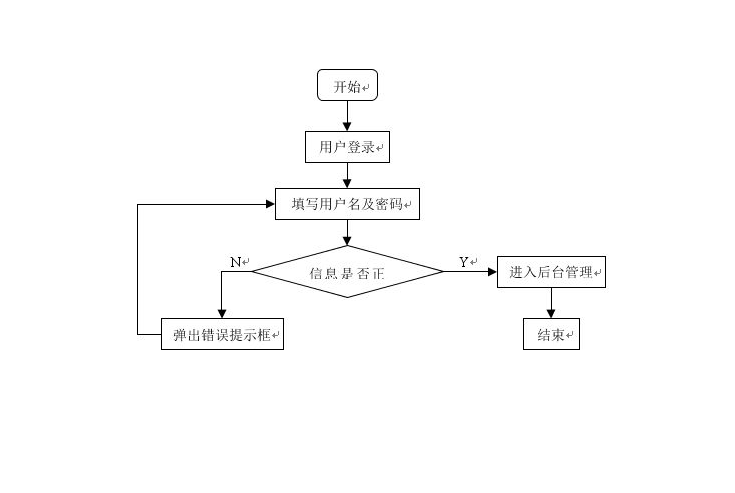 开始
用户登录
填写用户名及密码
N
Y
信息是否正
进入后台管理
弹出错误提示框
结束